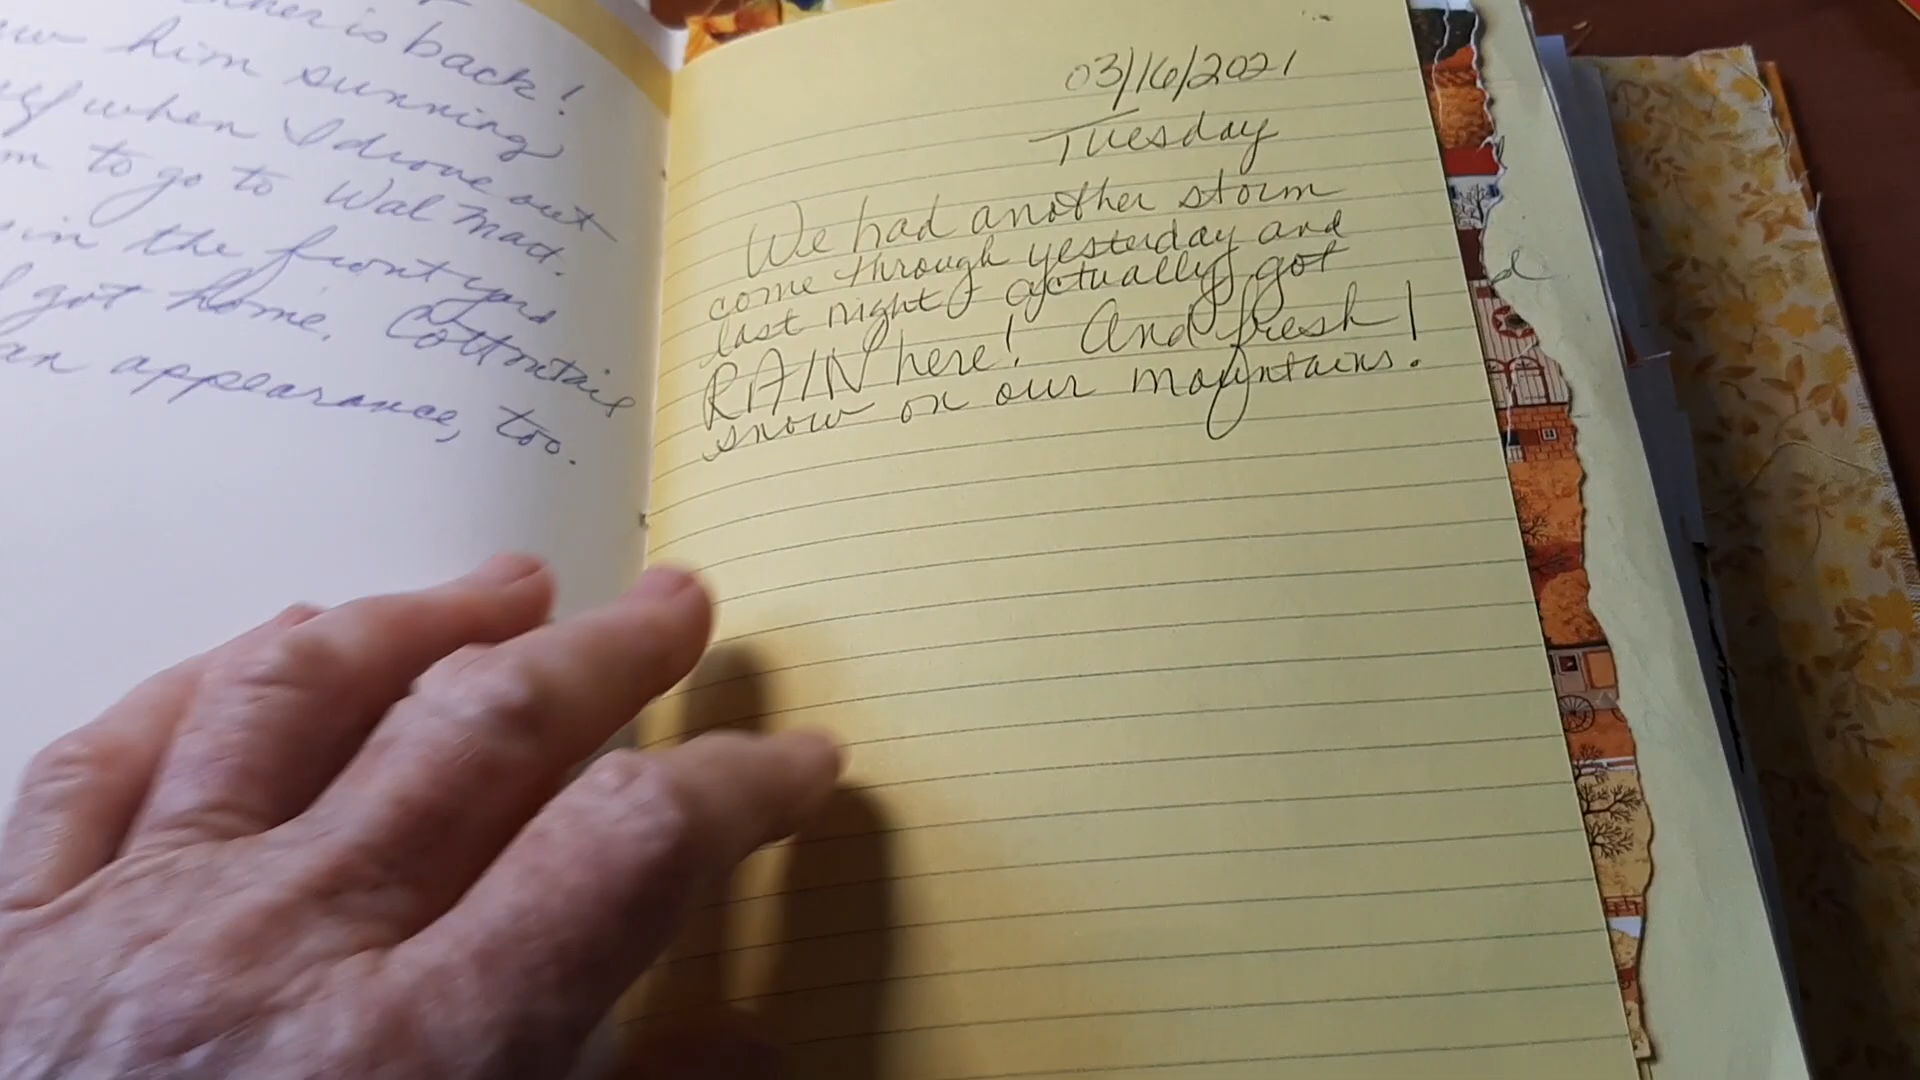 is back!
him sunning
when I drove out
to go to Wal Mart.
in the front yard
got home. Cottontail
an appearance, too.
03/16/2021
Tuesday
We had another storm
come through yesterday and
last night & actually got
RAIN here! And fresh
snow on our mountains!
d